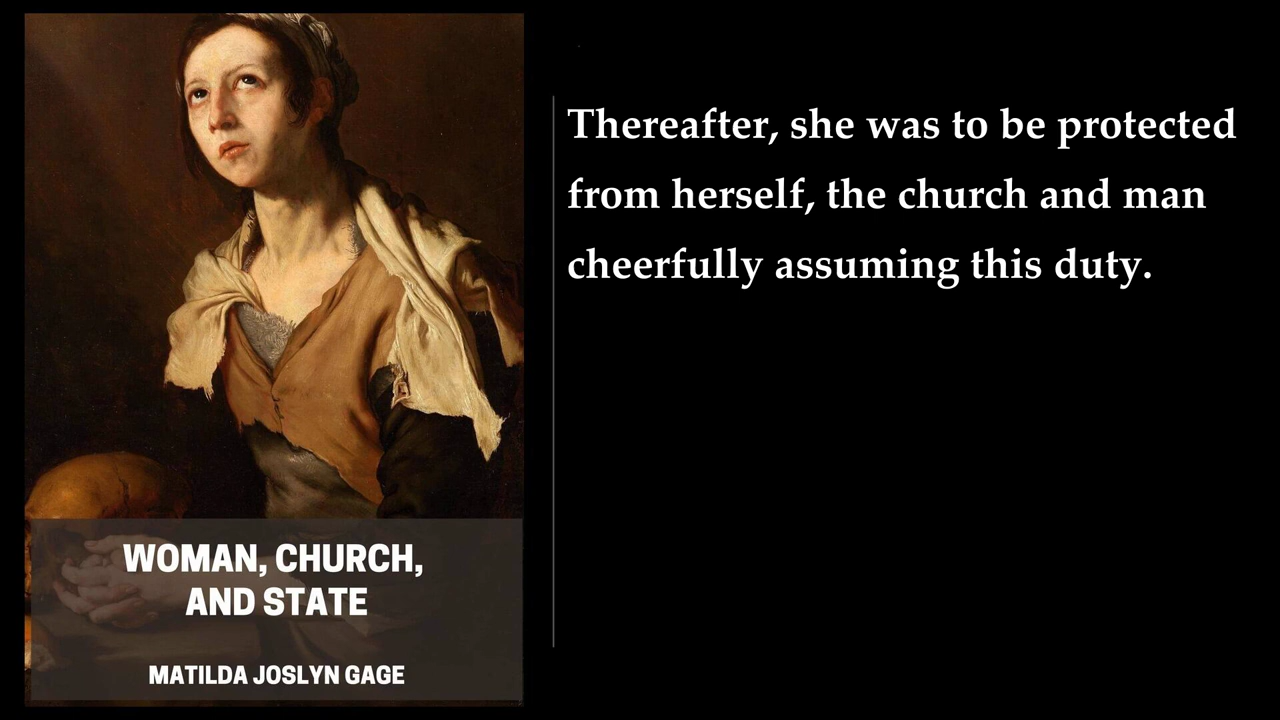 Thereafter, she was to be protected
from herself, the church and man
cheerfully assuming this duty.
WOMAN, CHURCH,
AND STATE
MATILDA JOSLYN GAGE